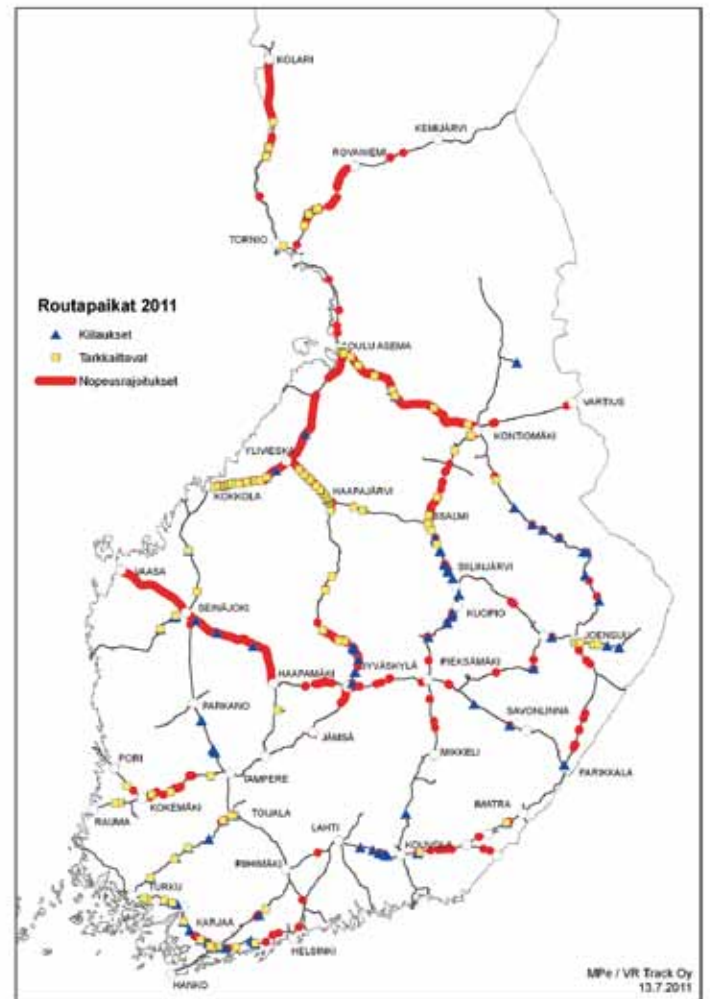 KOLARI
KEMIJÄRVI
ROVANIEMI
TORNIO
Routapaikat 2011
Kiilaukset
Tarkkailtavat
Nopeusrajoitukset
OULU ASEMA
VARTIUS
KONTIOMÄKI
YLIVIESKA
HAAPAJÄRVI
KOKKOLA
IISALMI
SIILINJÄRVI
VAASA
KUOPIO
SEINÄJOKI
JOENSUU
JYVÄSKYLÄ
PIEKSÄMÄKI
HAAPAMÄKI
PARKANO
SAVONLINNA
JÄMSÄ
MIKKELI
PORI
PARIKKALA
TAMPERE
KOKEMÄKI
IMATRA
RAUMA
TOIJALA
LAHTI
KOUVOLA
RIIHIMÄKI
TURKU
KARJAA
HELSINKI
HANKO
MPe / VR Track Oy
13.7.2011